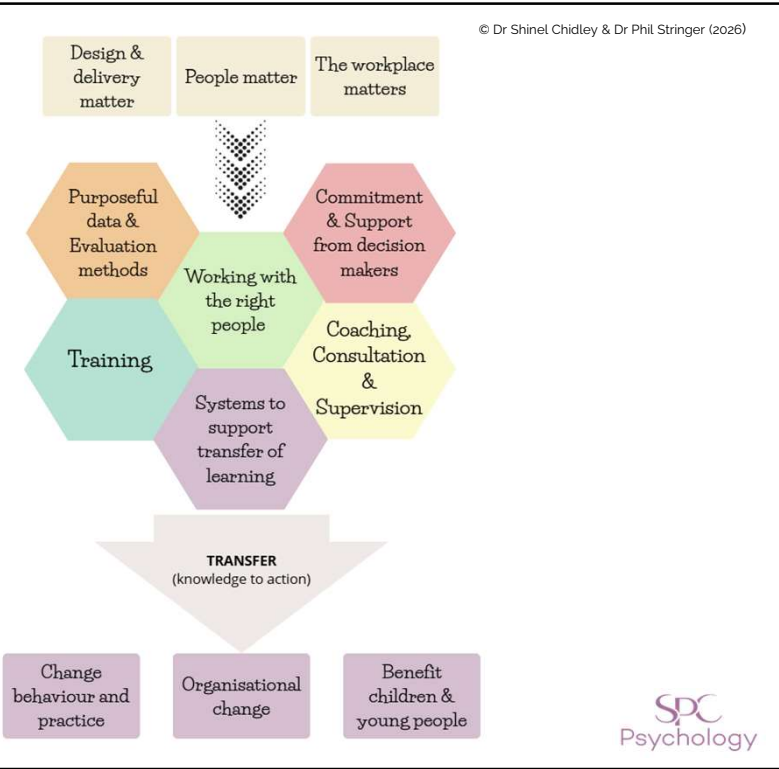 © Dr Shinel Chidley & Dr Phil Stringer (2026)
Design &
delivery
matter
People matter
The workplace
matters
Purposeful
data &
Evaluation
methods
Commitment
& Support
from decision
makers
Working with
the right
people
Training
Coaching,
Consultation
&
Supervision
Systems to
support
transfer of
learning
TRANSFER
(knowledge to action)
Change
behaviour and
practice
Organisational
change
Benefit
children &
young people
SPC
Psychology